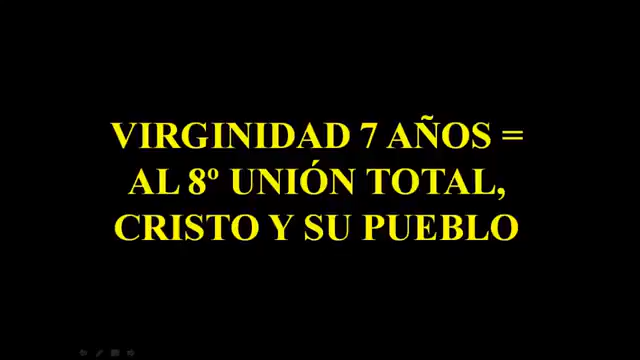 VIRGINIDAD 7 AÑOS =
AL 8º UNIÓN TOTAL,
CRISTO Y SU PUEBLO